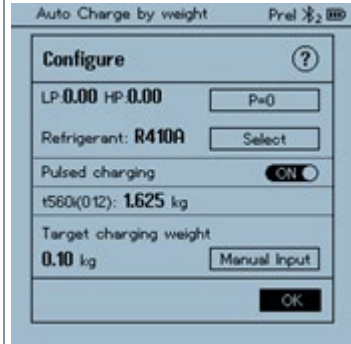 Auto Charge by weight Prel 2
Configure ?
LP:0.00 HP:0.00 P=0
Refrigerant: R410A Select
Pulsed charging ON
t560i(012): 1.625 kg
Target charging weight
0.10 kg Manual Input
OK